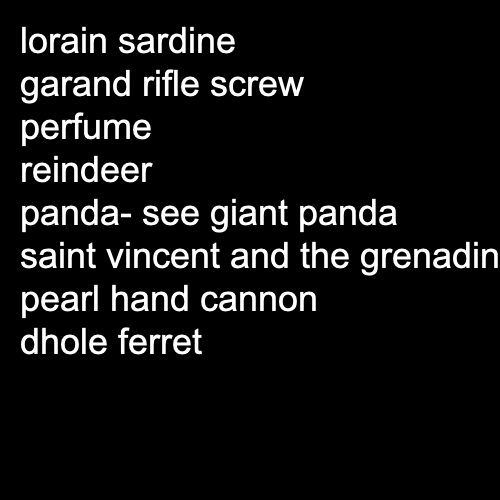 lorain sardine
garand rifle screw
perfume
reindeer
panda- see giant panda
saint vincent and the grenadin
pearl hand cannon
dhole ferret